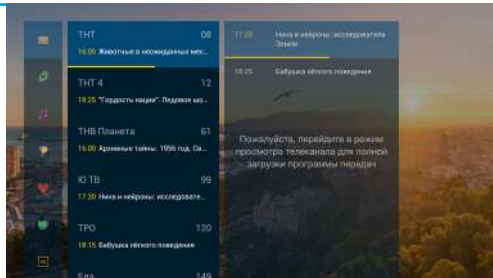 ТНТ 08
16:00 Животные в неожиданных мес...
ТНТ 4 12
18:25 "Гордость нации". Ледовое шо...
ТНВ Планета 61
16:00 Архивные тайны. 1956 год. Са...
Ю ТВ 99
17:20 Нина и нейроны: исследовате...
ТРО 120
18:15 Бабушка лёгкого поведения
Еда 149
17:20 Нина и нейроны: исследователи
Земли
18:25 Бабушка лёгкого поведения
Пожалуйста, перейдите в режим
просмотра телеканала для полной
загрузки программы передач